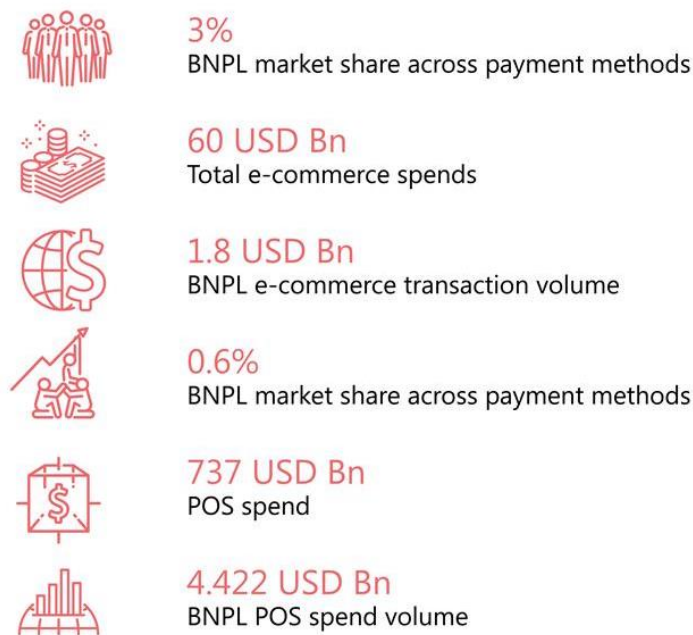 3%
BNPL market share across payment methods
60 USD Bn
Total e-commerce spends
1.8 USD Bn
BNPL e-commerce transaction volume
0.6%
BNPL market share across payment methods
737 USD Bn
POS spend
4.422 USD Bn
BNPL POS spend volume